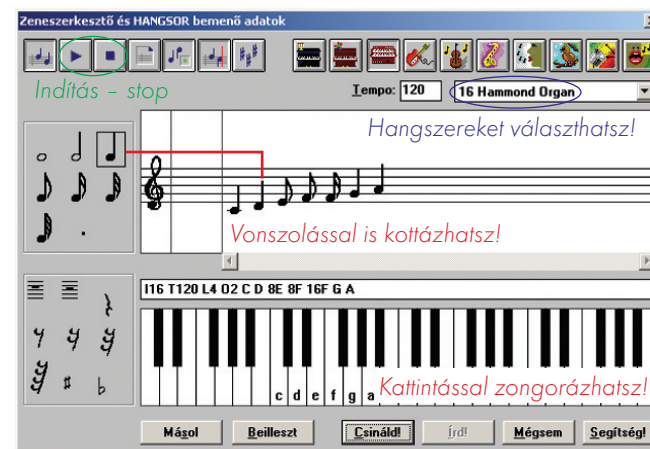 Zeneszerkesztő és HANGSOR bemenő adatok
Indítás – stop
Tempo: 120 16 Hammond Organ
Hangszereket választhatsz!
Vonszolással is kottázhatsz!
I16 T120 L4 O2 C D 8E 8F 16F G A
c d e f g a
Kattintással zongorázhatsz!
Másol Beilleszt Csináld! Írd! Mégsem Segítség!